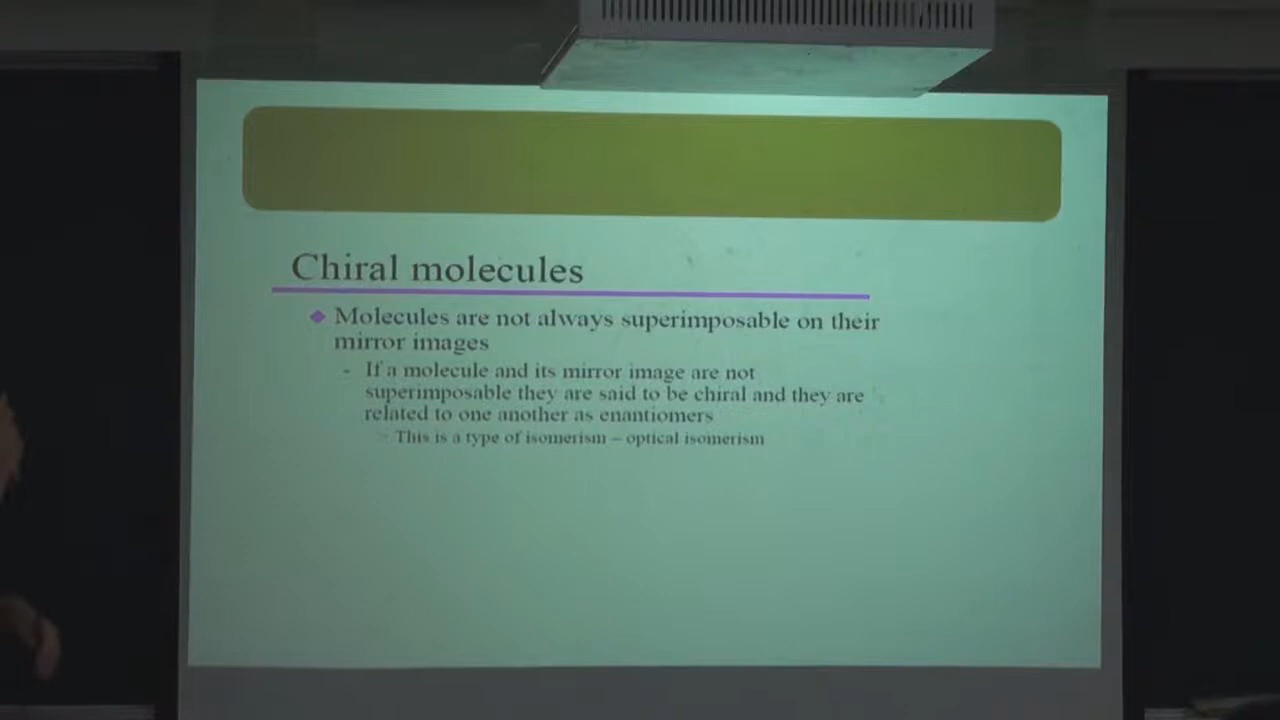 Chiral molecules
Molecules are not always superimposable on their
mirror images
- If a molecule and its mirror image are not
superimposable they are said to be chiral and they are
related to one another as enantiomers
- This is a type of isomerism – optical isomerism